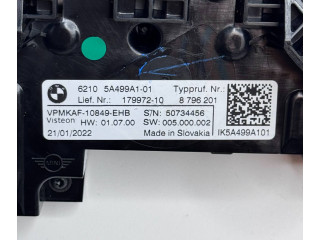 6210 5A499A1-01 Typpruf. Nr.:
Lief. Nr.: 179972-10 8 796 201
VPMKAF-10849-EHB S/N: 50734456
Visteon HW: 01.07.00 SW: 005.000.002
21/01/2022 Made in Slovakia IK5A499A101
MINI